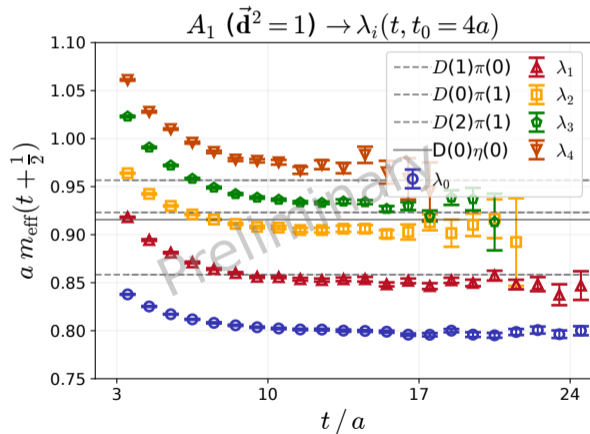 A₁ (d⃗² = 1) → λᵢ(t, t₀ = 4a)
a m_eff(t + 1/2)
1.10
1.05
1.00
0.95
0.90
0.85
0.80
0.75
D(1)π(0) λ₁
D(0)π(1) λ₂
D(2)π(1) λ₃
D(0)η(0) λ₄
λ₀
Preliminary
3 10 17 24
t / a